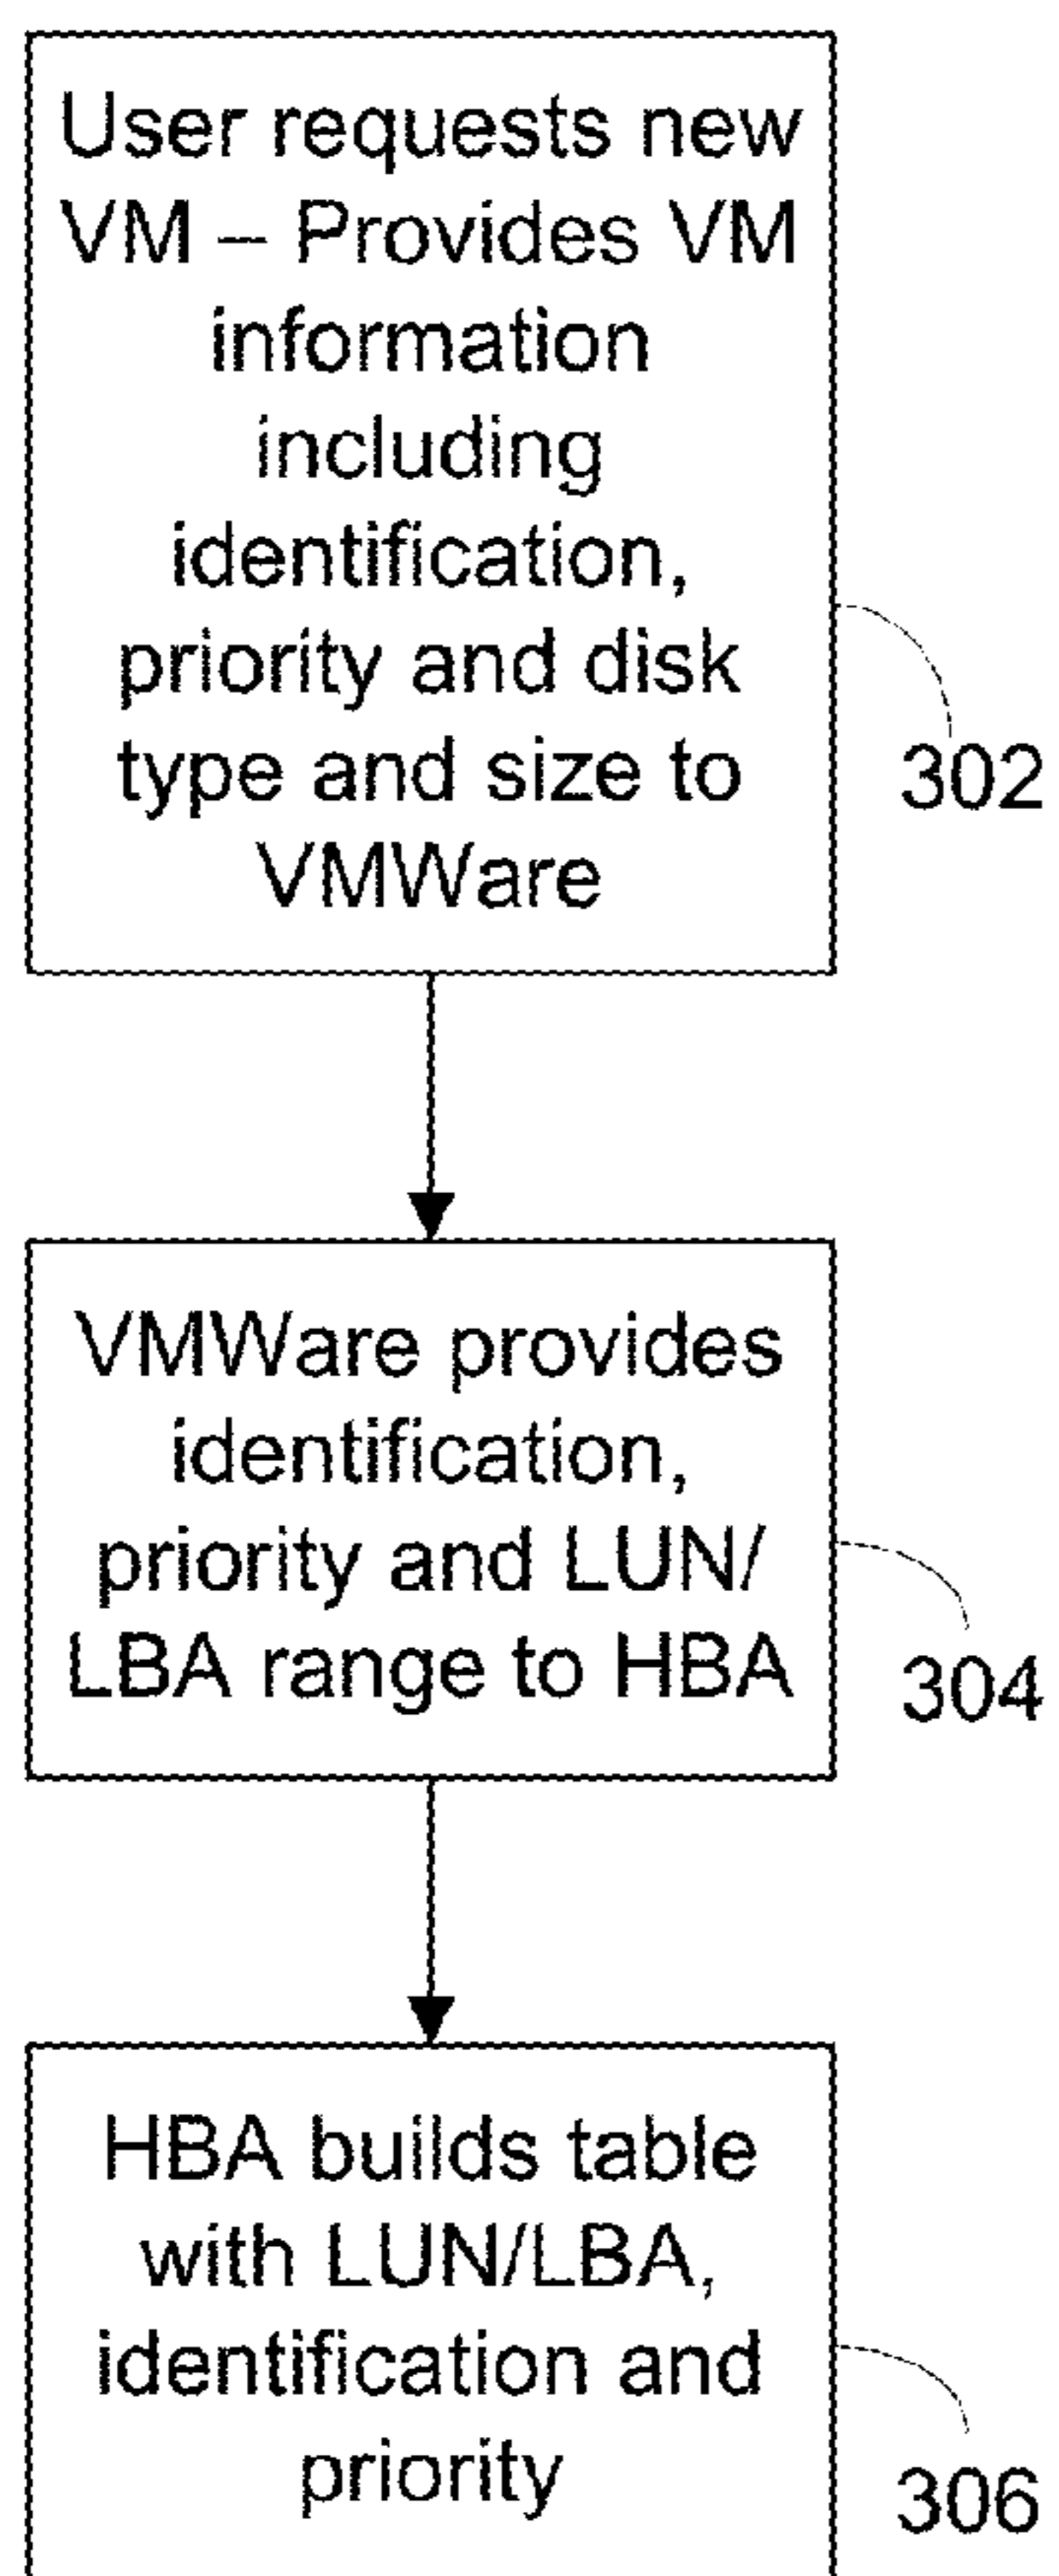 User requests new
VM – Provides VM
information
including
identification,
priority and disk
type and size to
VMWare
302
VMWare provides
identification,
priority and LUN/
LBA range to HBA
304
HBA builds table
with LUN/LBA,
identification and
priority
306